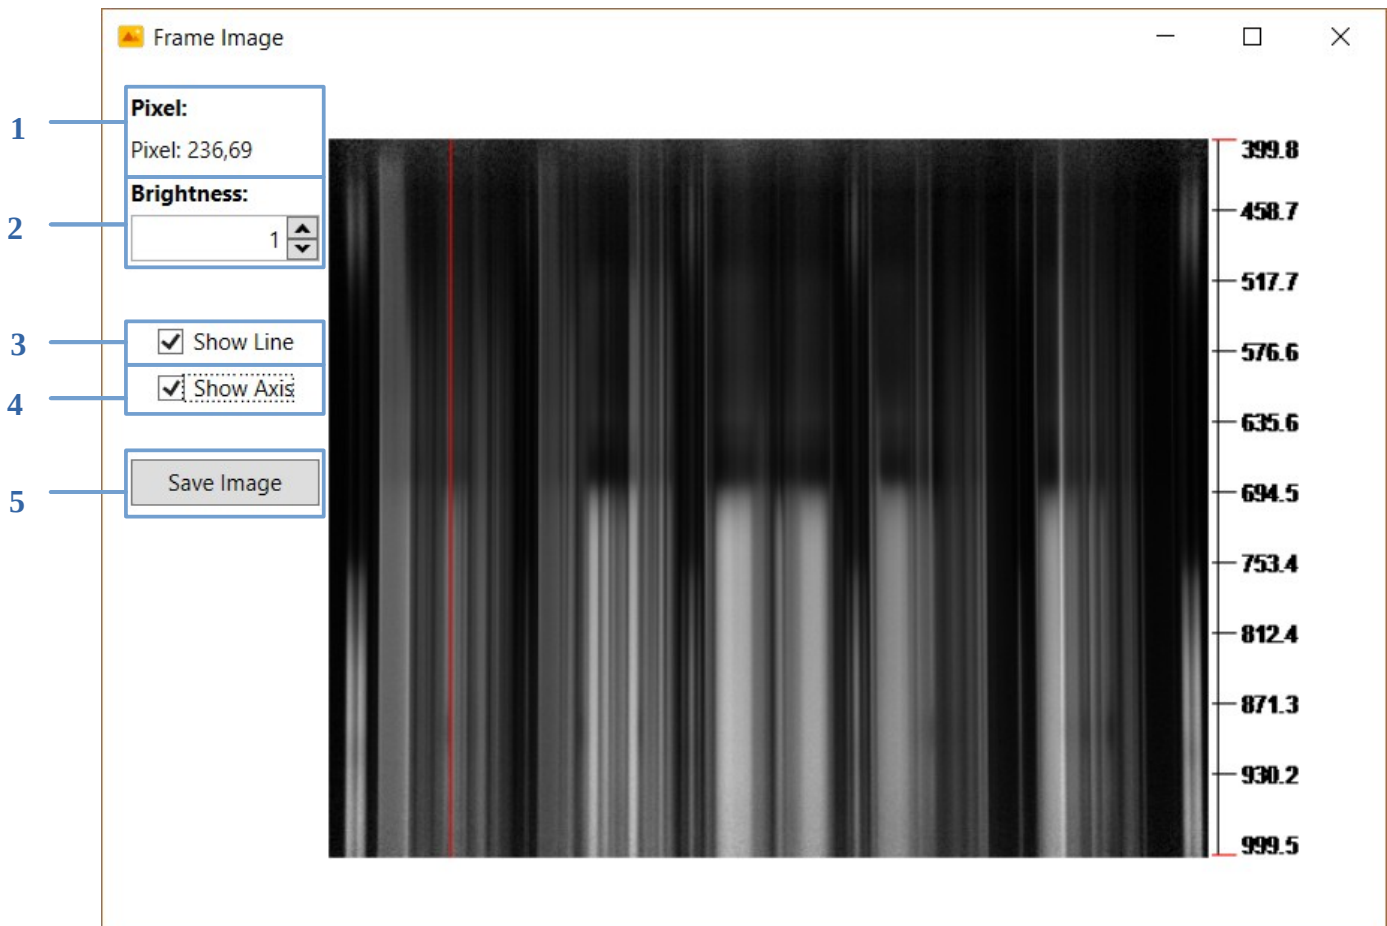 Frame Image
1
Pixel:
Pixel: 236,69
2
Brightness:
1
3
Show Line
4
Show Axis
5
Save Image
399.8
458.7
517.7
576.6
635.6
694.5
753.4
812.4
871.3
930.2
999.5